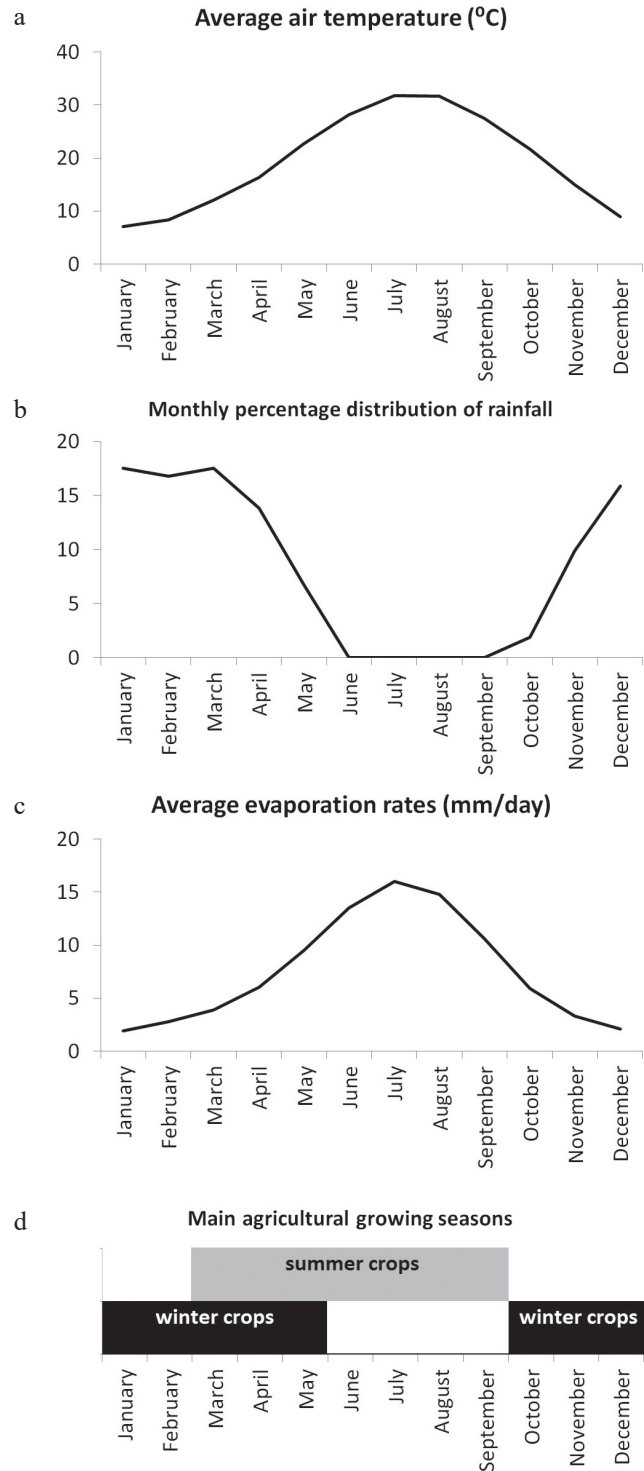 a
Average air temperature (⁰C)
40
30
20
10
0
January
February
March
April
May
June
July
August
September
October
November
December
b
Monthly percentage distribution of rainfall
20
15
10
5
0
January
February
March
April
May
June
July
August
September
October
November
December
c
Average evaporation rates (mm/day)
20
15
10
5
0
January
February
March
April
May
June
July
August
September
October
November
December
d
Main agricultural growing seasons
summer crops
winter crops
winter crops
January
February
March
April
May
June
July
August
September
October
November
December